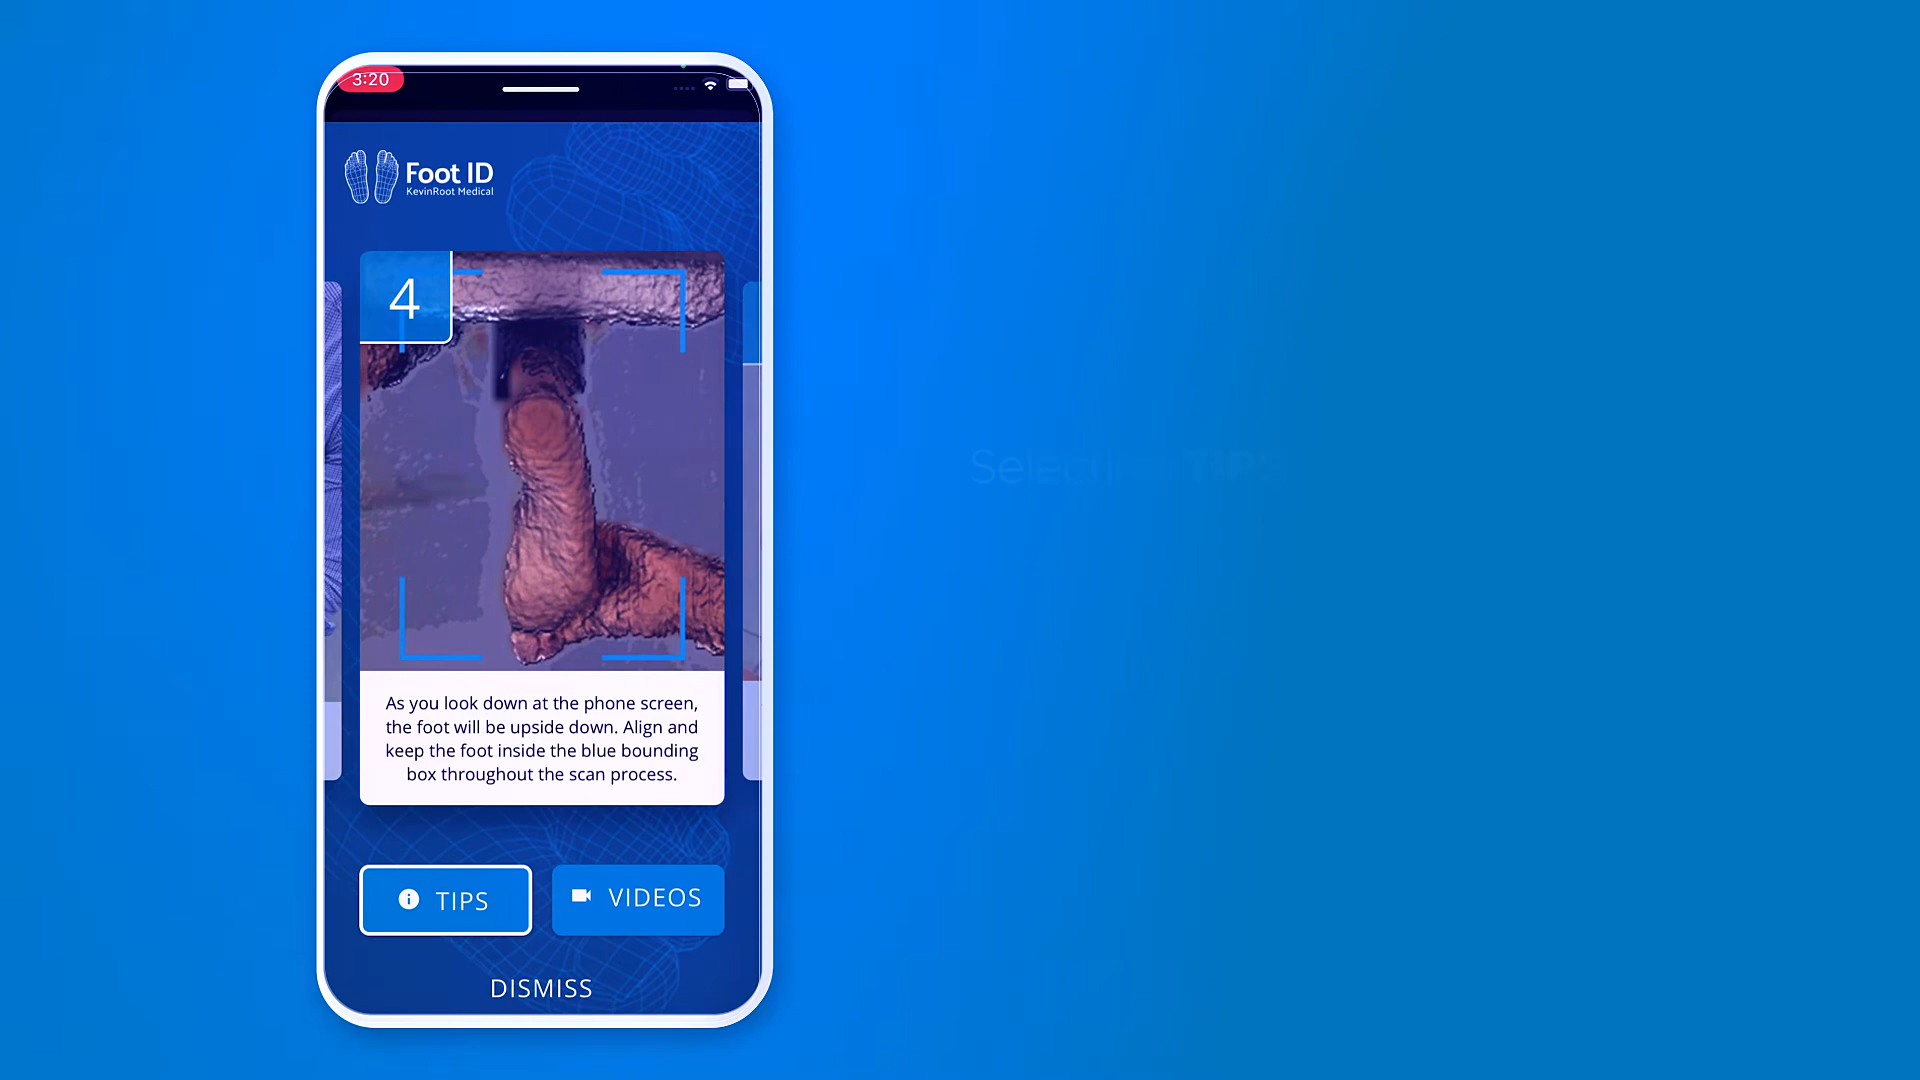 3:20
Foot ID
KevinRoot Medical
4
As you look down at the phone screen,
the foot will be upside down. Align and
keep the foot inside the blue bounding
box throughout the scan process.
TIPS
VIDEOS
DISMISS
Selecting TIPS